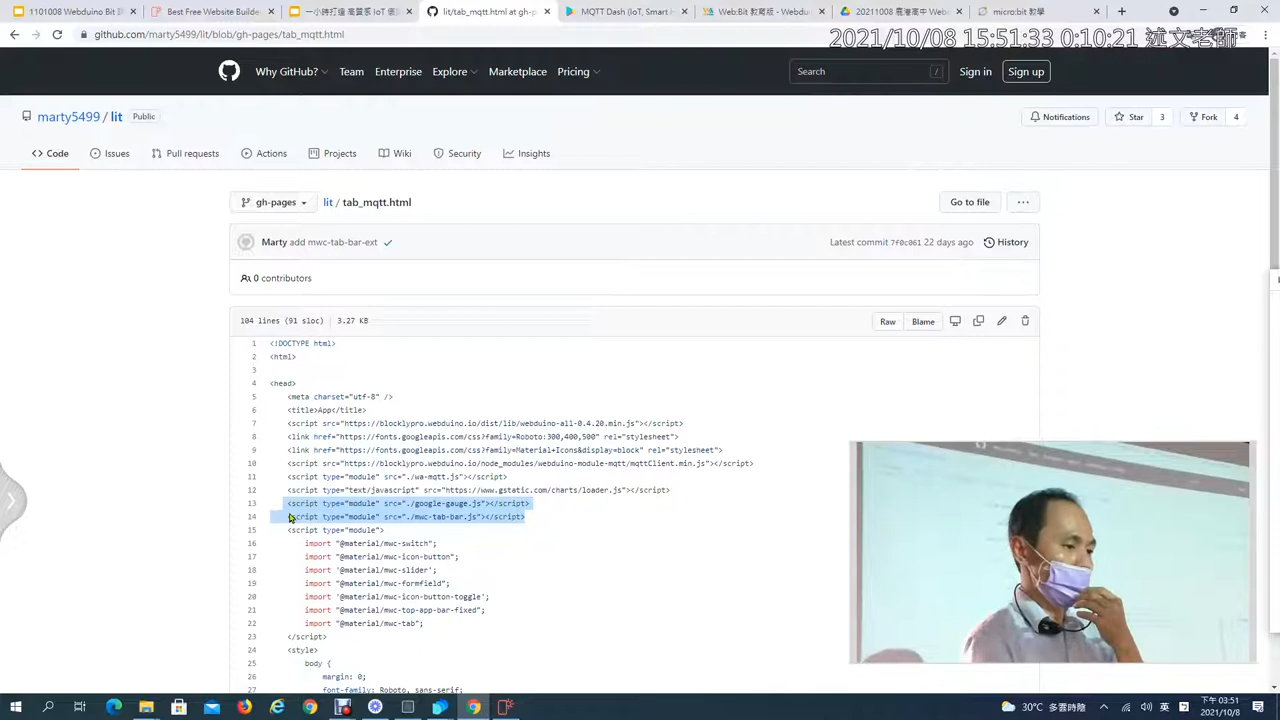 1101008 Webduino Bit 課
Best Free Website Builder
一小時打造 高質感 IoT 儀
lit/tab_mqtt.html at gh-p
MQTT Dash (IoT, Smart H
Web:Bit 教育版 - Webdu
20211008 鹿港高中 Web
micro:bit 教學
github.com/marty5499/lit/blob/gh-pages/tab_mqtt.html
2021/10/08 15:51:33 0:10:21 述文老師
Why GitHub?
Team
Enterprise
Explore
Marketplace
Pricing
Search
/
Sign in
Sign up
marty5499 / lit
Public
Notifications
Star
3
Fork
4
Code
Issues
Pull requests
Actions
Projects
Wiki
Security
Insights
gh-pages
lit / tab_mqtt.html
Go to file
...
Marty add mwc-tab-bar-ext
Latest commit 7f0c061 22 days ago
History
0 contributors
104 lines (91 sloc) | 3.27 KB
Raw
Blame
1 <!DOCTYPE html>
2 <html>
3
4 <head>
5 <meta charset="utf-8" />
6 <title>App</title>
7 <script src="https://blocklypro.webduino.io/dist/lib/webduino-all-0.4.20.min.js"></script>
8 <link href="https://fonts.googleapis.com/css?family=Roboto:300,400,500" rel="stylesheet">
9 <link href="https://fonts.googleapis.com/css?family=Material+Icons&display=block" rel="stylesheet">
10 <script src="https://blocklypro.webduino.io/node_modules/webduino-module-mqtt/mqttClient.min.js"></script>
11 <script type="module" src="./wa-mqtt.js"></script>
12 <script type="text/javascript" src="https://www.gstatic.com/charts/loader.js"></script>
13 <script type="module" src="./google-gauge.js"></script>
14 <script type="module" src="./mwc-tab-bar.js"></script>
15 <script type="module">
16 import "@material/mwc-switch";
17 import "@material/mwc-icon-button";
18 import '@material/mwc-slider';
19 import "@material/mwc-formfield";
20 import '@material/mwc-icon-button-toggle';
21 import "@material/mwc-top-app-bar-fixed";
22 import "@material/mwc-tab";
23 </script>
24 <style>
25 body {
26 margin: 0;
27 font-family: Roboto, sans-serif;
30°C 多雲時陰
英
下午 03:51
2021/10/8